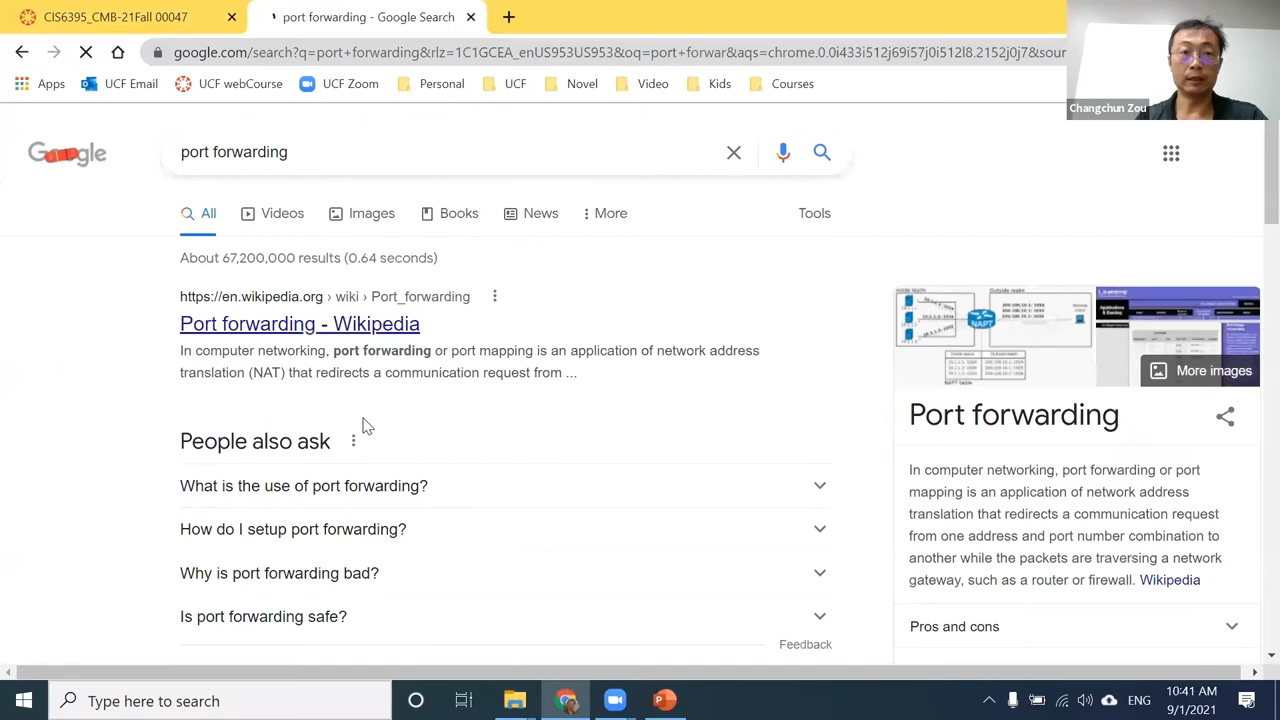 CIS6395_CMB-21Fall 00047
port forwarding - Google Search
google.com/search?q=port+forwarding&rlz=1C1GCEA_enUS953US953&oq=port+forwar&aqs=chrome.0.0i433i512j69i57j0i512l8.2152j0j7&sour
Apps
UCF Email
UCF webCourse
UCF Zoom
Personal
UCF
Novel
Video
Kids
Courses
Changchun Zou
port forwarding
All
Videos
Images
Books
News
More
Tools
About 67,200,000 results (0.64 seconds)
https://en.wikipedia.org › wiki › Port_forwarding
Port forwarding - Wikipedia
In computer networking, port forwarding or port mapping is an application of network address
translation (NAT) that redirects a communication request from ...
People also ask
What is the use of port forwarding?
How do I setup port forwarding?
Why is port forwarding bad?
Is port forwarding safe?
Feedback
Inside realm
Outside realm
NAPT
More images
Port forwarding
In computer networking, port forwarding or port
mapping is an application of network address
translation that redirects a communication request
from one address and port number combination to
another while the packets are traversing a network
gateway, such as a router or firewall. Wikipedia
Pros and cons
Type here to search
ENG
10:41 AM
9/1/2021